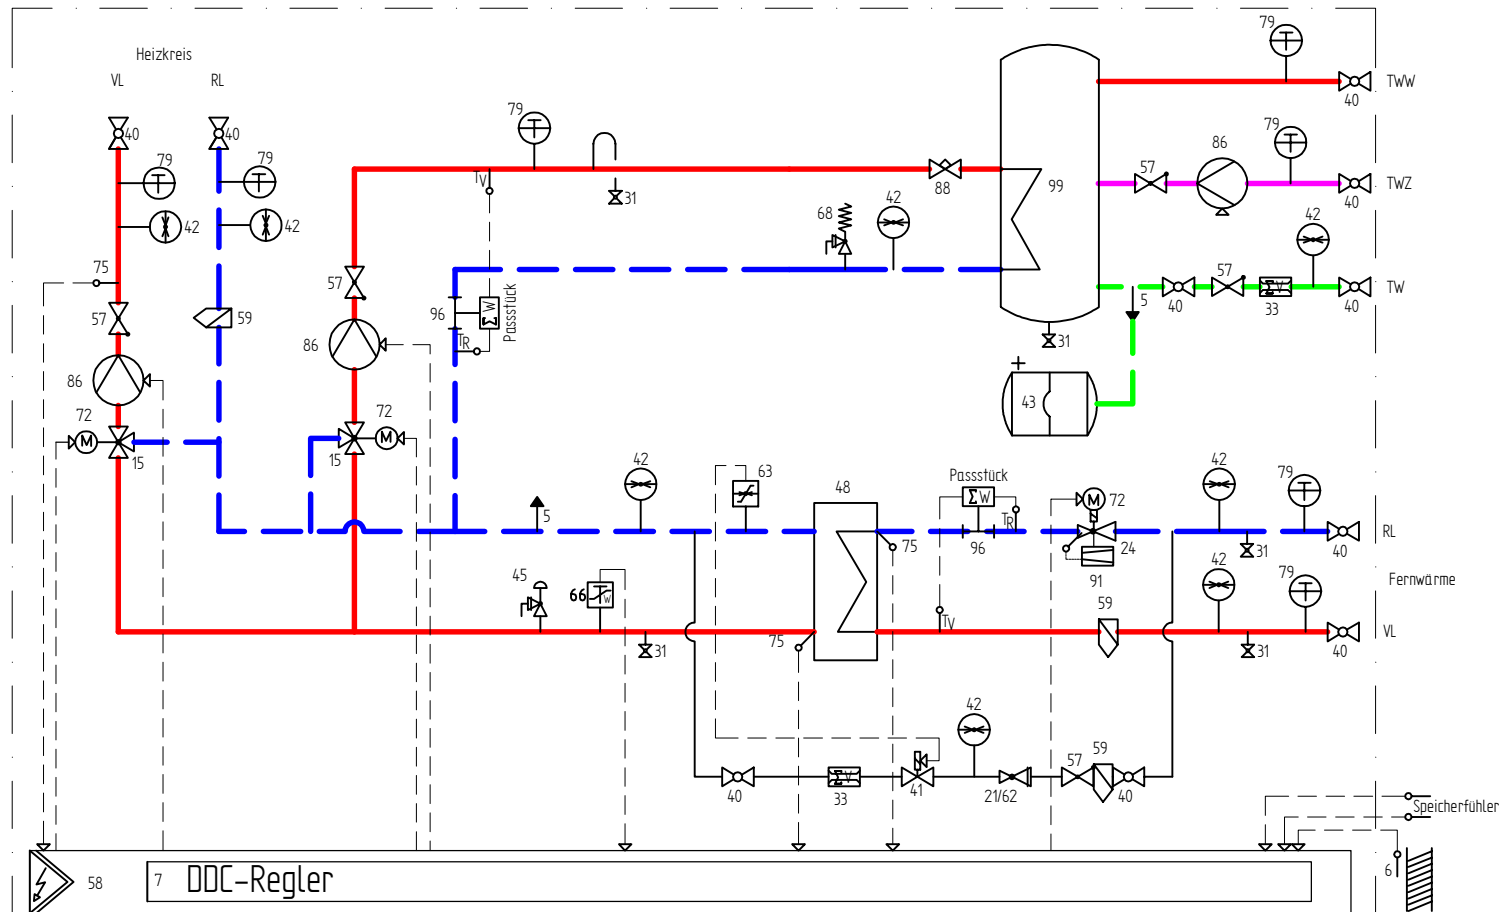 79
Heizkreis
VL RL
TWW
40
79
79
40 40
86
79 79
57
TWZ
40
88
99
31
68
42
42
42 42
TV
75
57
57
5
40
33
40
TW
96
W
Σ
Passstück
59
86
TR
31
86
43
72
72
M
M
15
15
42
63
48
Passstück
ΣW
TR
M 72
42
79
5
75
96
24
31
40
RL
91
42
79
Fernwärme
45
66
W
59
TV
75
31
31
40
VL
42
57
59
40
ΣV
33
41
21/62
40
Speicherfühler
58
7 DDC-Regler
6